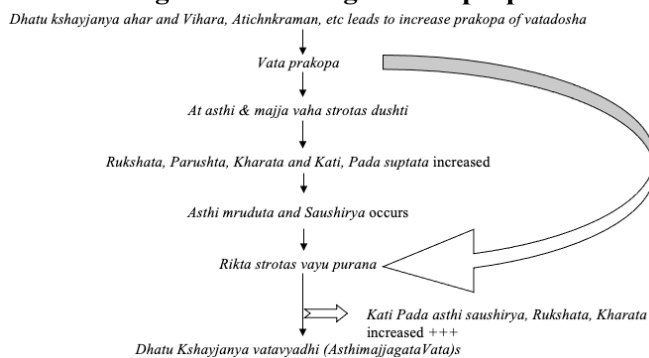 Dhatu kshayjanya ahar and Vihara, Atichnkraman, etc leads to increase prakopa of vatadosha
Vata prakopa
At asthi & majja vaha strotas dushti
Rukshata, Parushta, Kharata and Kati, Pada suptata increased
Asthi mruduta and Saushirya occurs
Rikta strotas vayu purana
Kati Pada asthi saushirya, Rukshata, Kharata
increased +++
Dhatu Kshayjanya vatavyadhi (AsthimajjagataVata)s